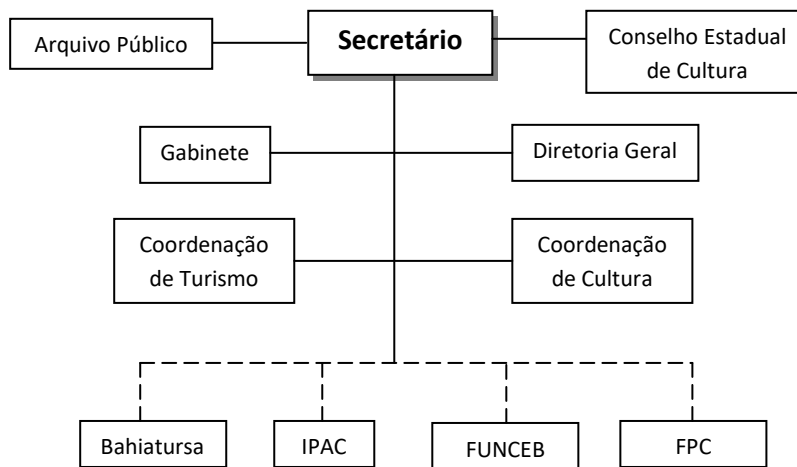 Arquivo Público
Secretário
Conselho Estadual
de Cultura
Gabinete
Diretoria Geral
Coordenação
de Turismo
Coordenação
de Cultura
Bahiatursa
IPAC
FUNCEB
FPC